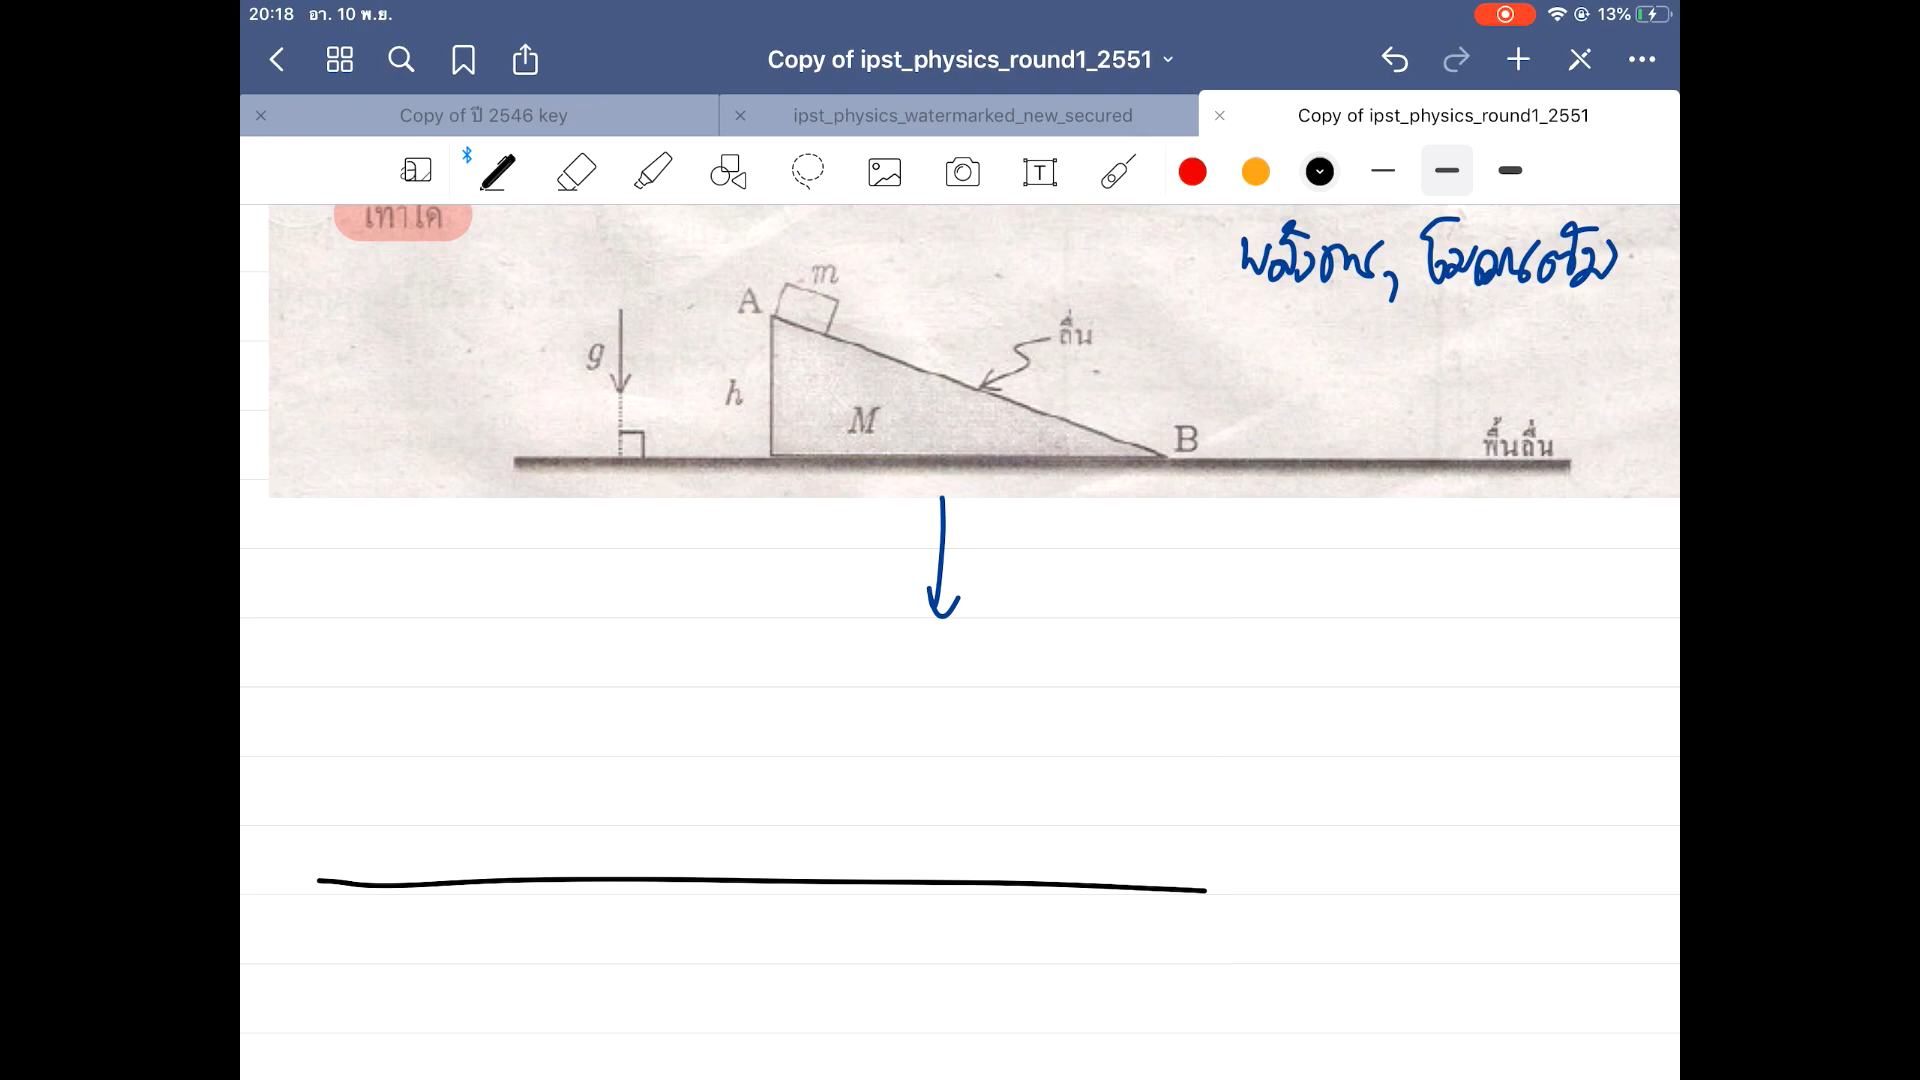 20:18 อา. 10 พ.ย. 13%
Copy of ipst_physics_round1_2551
Copy of ปี 2546 key
ipst_physics_watermarked_new_secured
Copy of ipst_physics_round1_2551
เท่าใด
พลังงาน, โมเมนตัม
m
A
ลื่น
g
h
M
B
พื้นลื่น